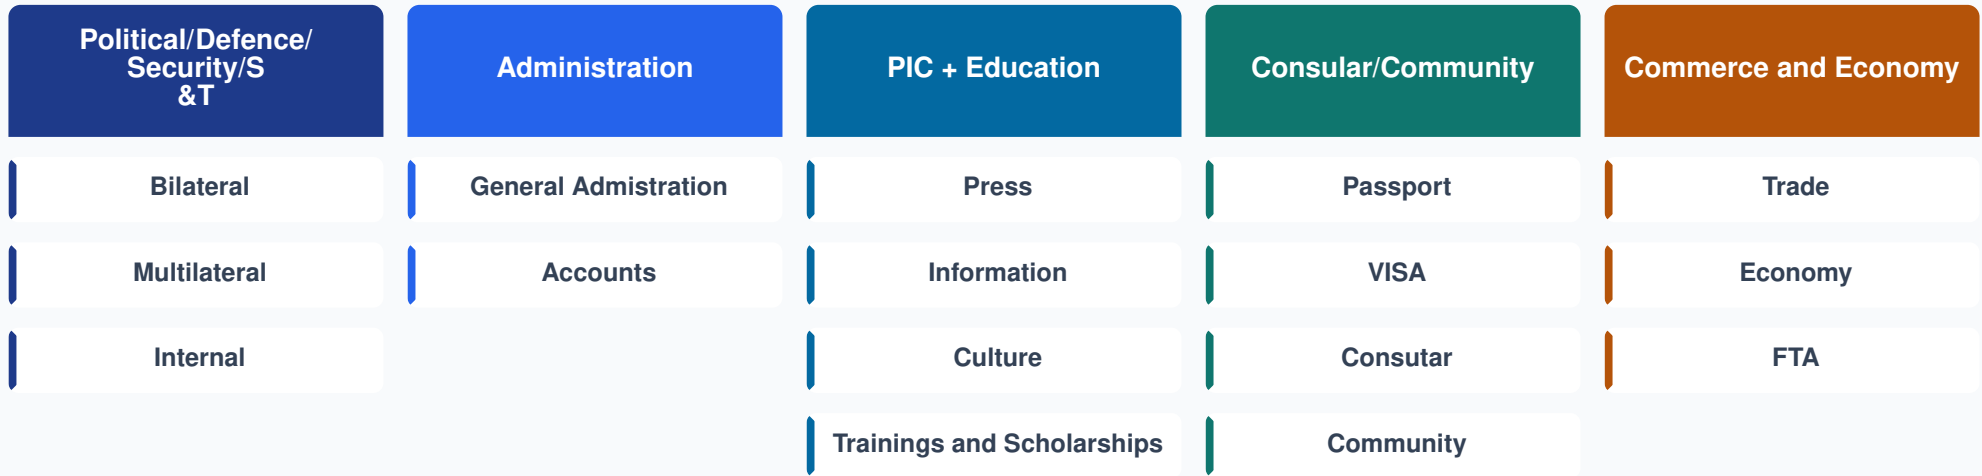 Political/Defence/
Security/S
&T
Administration
PIC + Education
Consular/Community
Commerce and Economy
Bilateral
General Admistration
Press
Passport
Trade
Multilateral
Accounts
Information
VISA
Economy
Internal
Culture
Consutar
FTA
Trainings and Scholarships
Community